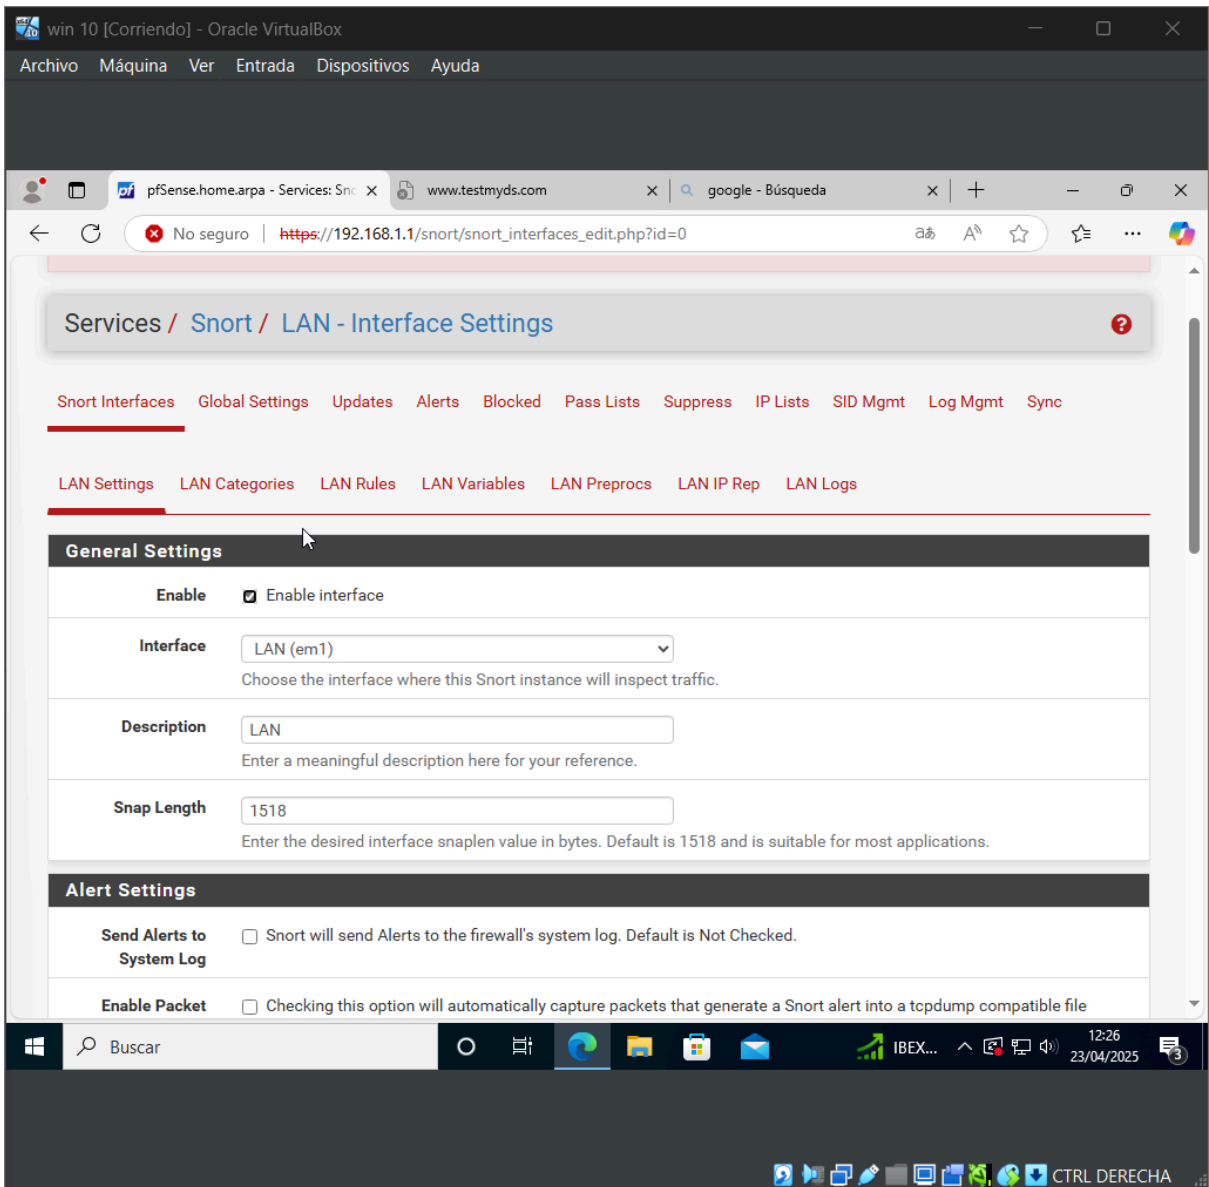 win 10 [Corriendo] - Oracle VirtualBox
Archivo Máquina Ver Entrada Dispositivos Ayuda
pfSense.home.arpa - Services: Sno
www.testmyds.com
google - Búsqueda
No seguro https://192.168.1.1/snort/snort_interfaces_edit.php?id=0
Services / Snort / LAN - Interface Settings
Snort Interfaces Global Settings Updates Alerts Blocked Pass Lists Suppress IP Lists SID Mgmt Log Mgmt Sync
LAN Settings LAN Categories LAN Rules LAN Variables LAN Preprocs LAN IP Rep LAN Logs
General Settings
Enable Enable interface
Interface LAN (em1)
Choose the interface where this Snort instance will inspect traffic.
Description LAN
Enter a meaningful description here for your reference.
Snap Length 1518
Enter the desired interface snaplen value in bytes. Default is 1518 and is suitable for most applications.
Alert Settings
Send Alerts to System Log Snort will send Alerts to the firewall's system log. Default is Not Checked.
Enable Packet Checking this option will automatically capture packets that generate a Snort alert into a tcpdump compatible file
Buscar
IBEX...
12:26
23/04/2025
3
CTRL DERECHA